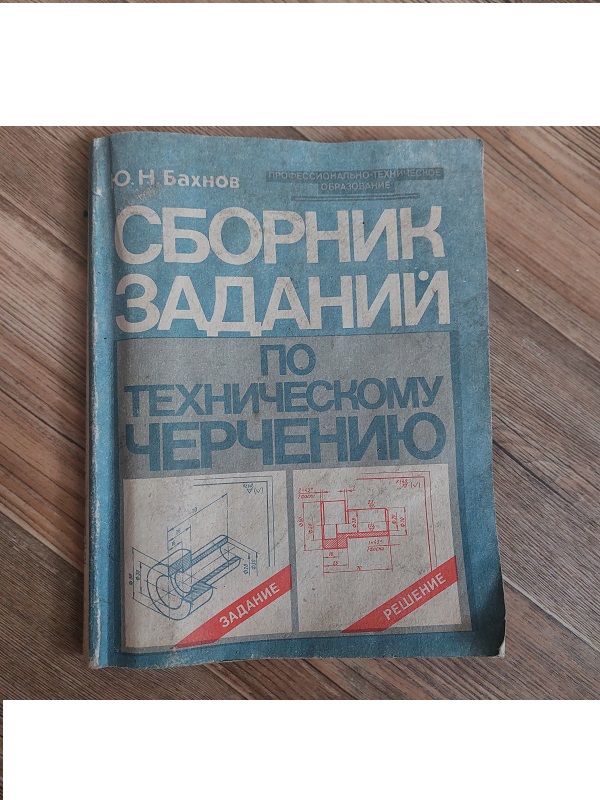 О. Н. Бахнов
ПРОФЕССИОНАЛЬНО-ТЕХНИЧЕСКОЕ
ОБРАЗОВАНИЕ
СБОРНИК
ЗАДАНИЙ
ПО
ТЕХНИЧЕСКОМУ
ЧЕРЧЕНИЮ
ЗАДАНИЕ
РЕШЕНИЕ